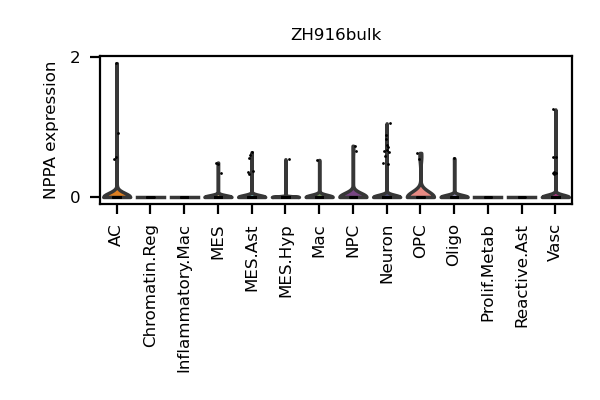 ZH916bulk
NPPA expression
2
0
AC
Chromatin.Reg
Inflammatory.Mac
MES
MES.Ast
MES.Hyp
Mac
NPC
Neuron
OPC
Oligo
Prolif.Metab
Reactive.Ast
Vasc